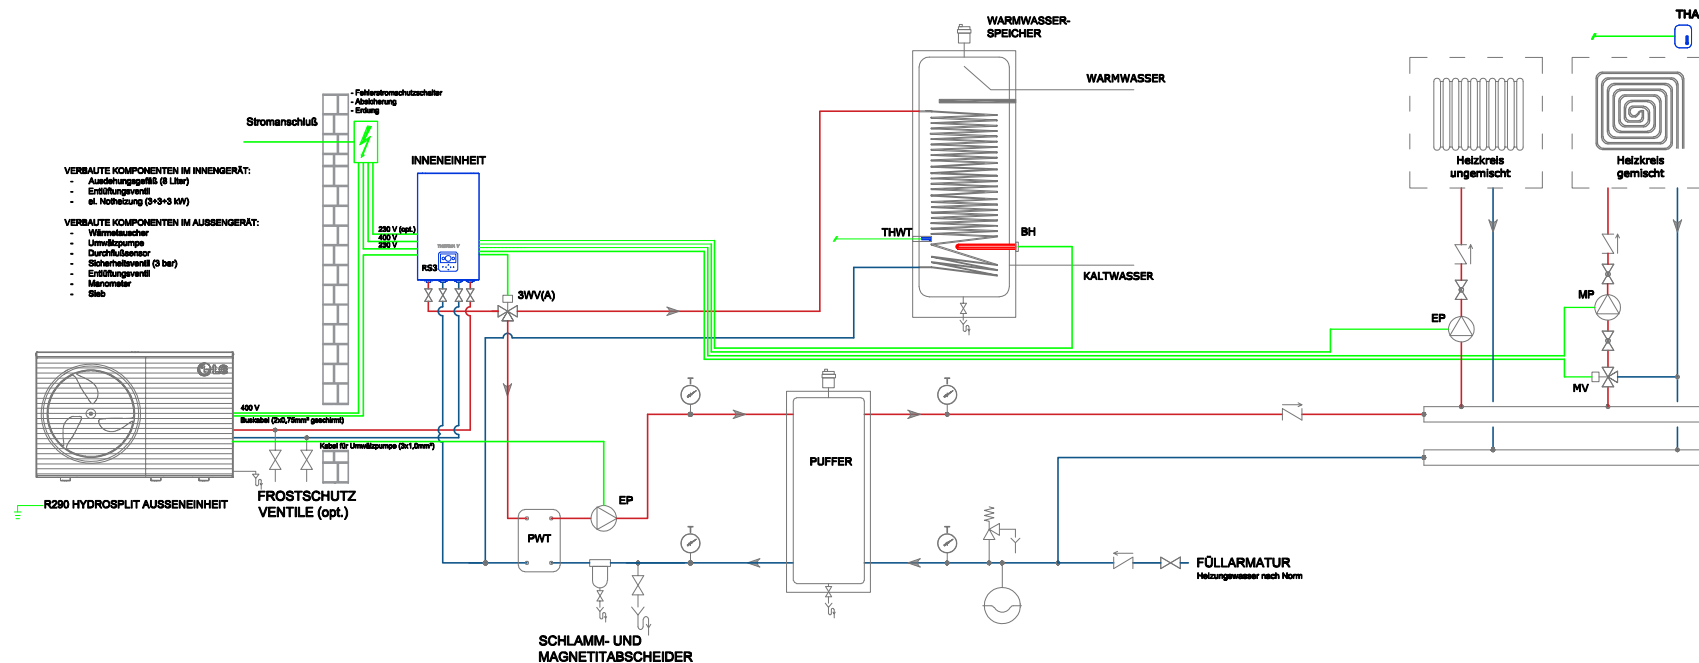 WARMWASSER-
SPEICHER
THA
WARMWASSER
- Fehlerstromschutzschalter
- Absicherung
- Erdung
Stromanschluß
INNENEINHEIT
Heizkreis
ungemischt
Heizkreis
gemischt
VERBAUTE KOMPONENTEN IM INNENGERÄT:
- Ausdehungsgefäß (8 Liter)
- Entlüftungsventil
- el. Notheizung (3+3+3 kW)
VERBAUTE KOMPONENTEN IM AUSSENGERÄT:
- Wärmetauscher
- Umwälzpumpe
- Durchflußsensor
- Sicherheitsventil (3 bar)
- Entlüftungsventil
- Manometer
- Sieb
230 V (opt.)
400 V
230 V
THERMA V
RS3
THWT
BH
KALTWASSER
3WV(A)
MP
EP
MV
LG
400 V
Buskabel (2x0,75mm² geschirmt)
Kabel für Umwälzpumpe (3x1,0mm²)
T
T
PUFFER
R290 HYDROSPLIT AUSSENEINHEIT
FROSTSCHUTZ
VENTILE (opt.)
EP
PWT
T
T
FÜLLARMATUR
Heizungswasser nach Norm
SCHLAMM- UND
MAGNETITABSCHEIDER